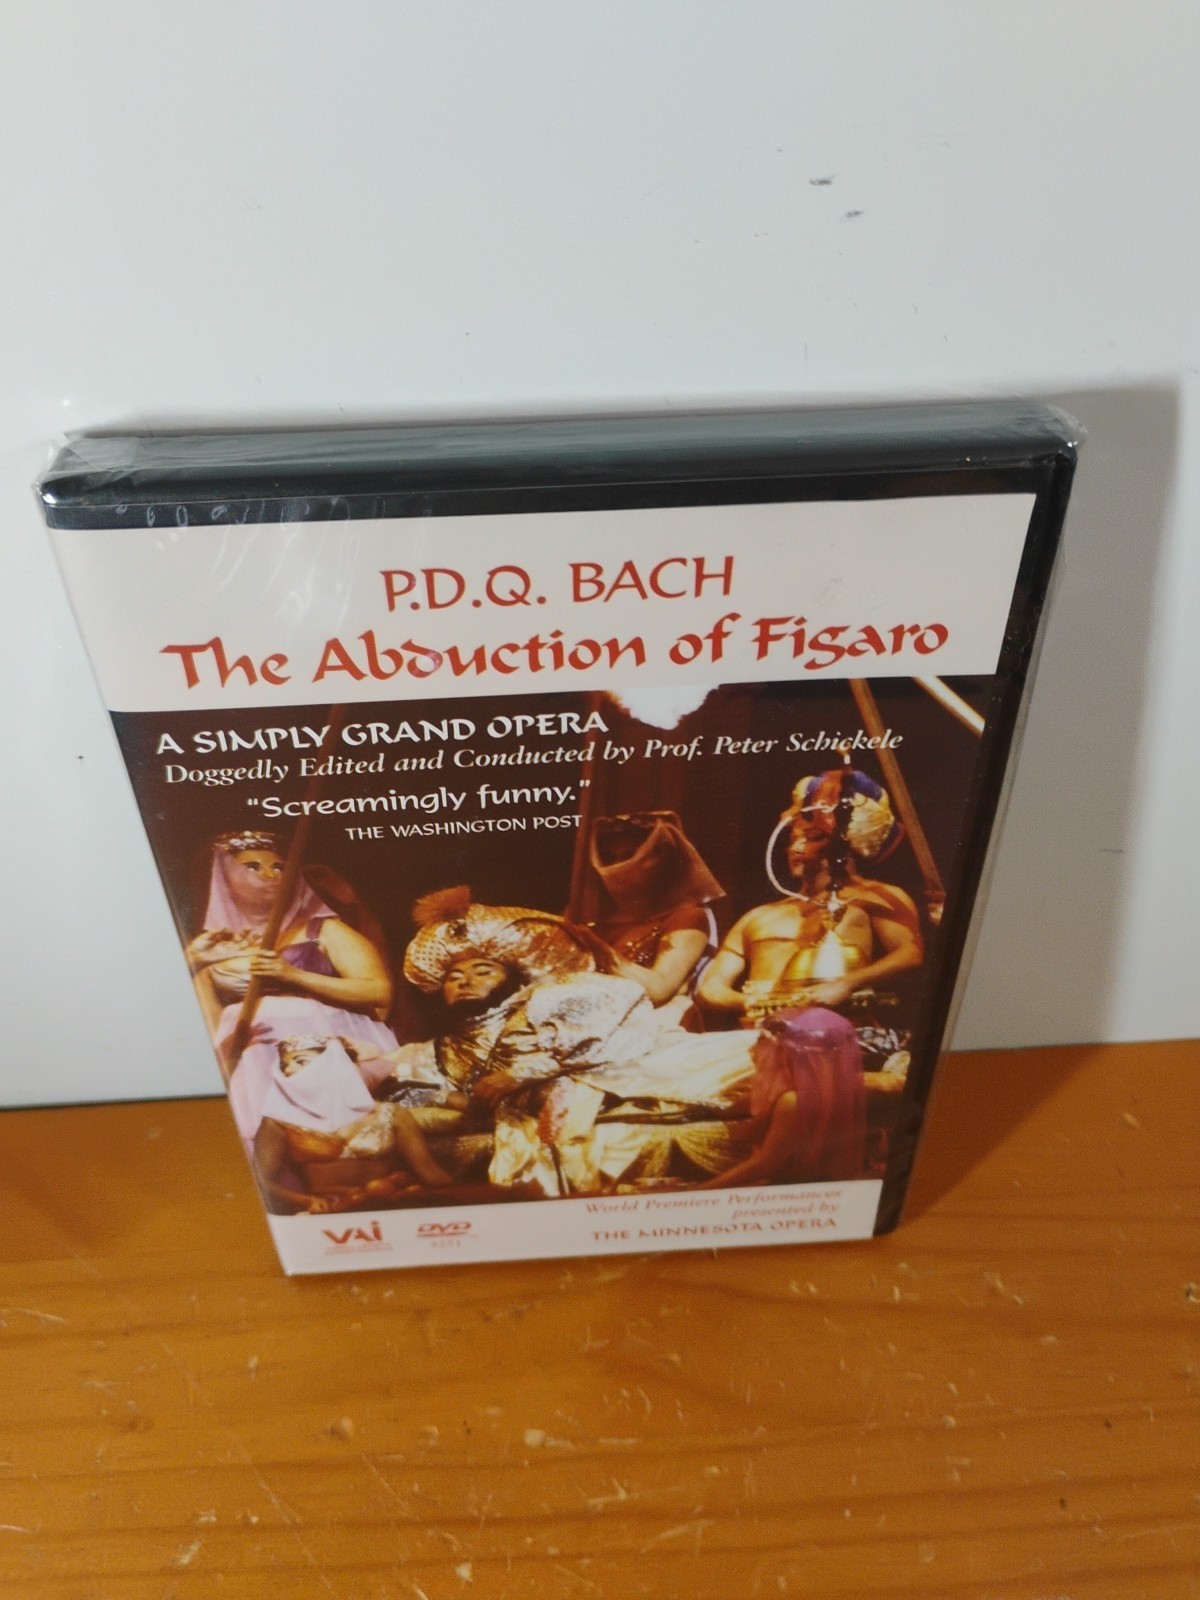 P.D.Q. BACH
The Abduction of Figaro
A SIMPLY GRAND OPERA
Doggedly Edited and Conducted by Prof. Peter Schickele
"Screamingly funny."
THE WASHINGTON POST
World Premiere Performances
presented by
THE MINNESOTA OPERA
VAI
DVD